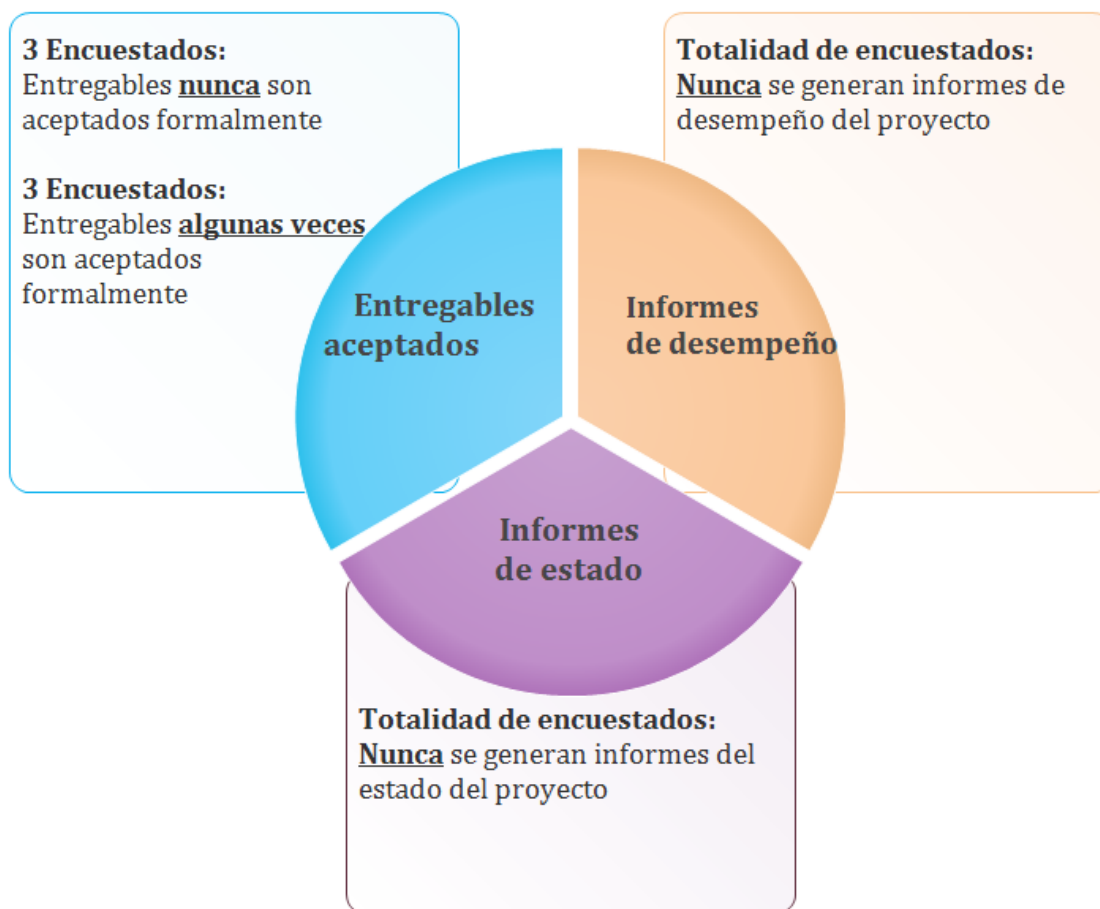 3 Encuestados:
Entregables nunca son
aceptados formalmente
3 Encuestados:
Entregables algunas veces
son aceptados
formalmente
Totalidad de encuestados:
Nunca se generan informes de
desempeño del proyecto
Entregables
aceptados
Informes
de desempeño
Informes
de estado
Totalidad de encuestados:
Nunca se generan informes del
estado del proyecto